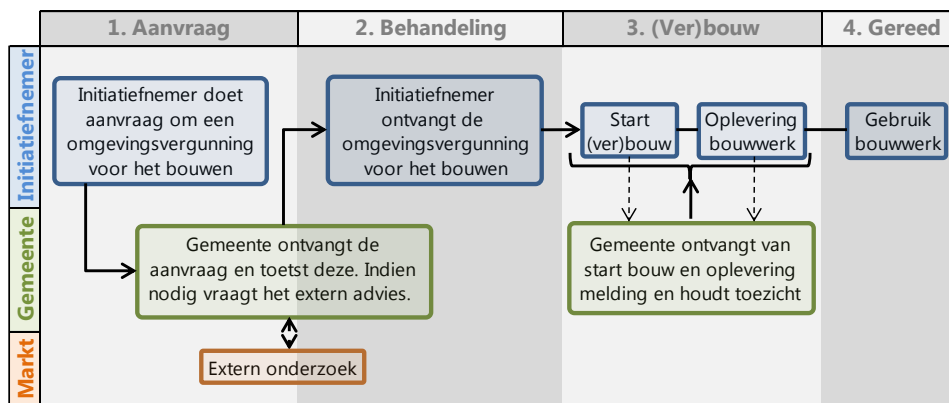 1. Aanvraag
2. Behandeling
3. (Ver)bouw
4. Gereed
Initiatiefnemer
Initiatiefnemer doet
aanvraag om een
omgevingsvergunning
voor het bouwen
Initiatiefnemer
ontvangt de
omgevingsvergunning
voor het bouwen
Start
(ver)bouw
Oplevering
bouwwerk
Gebruik
bouwwerk
Gemeente
Gemeente ontvangt de
aanvraag en toetst deze. Indien
nodig vraagt het extern advies.
Gemeente ontvangt van
start bouw en oplevering
melding en houdt toezicht
Markt
Extern onderzoek